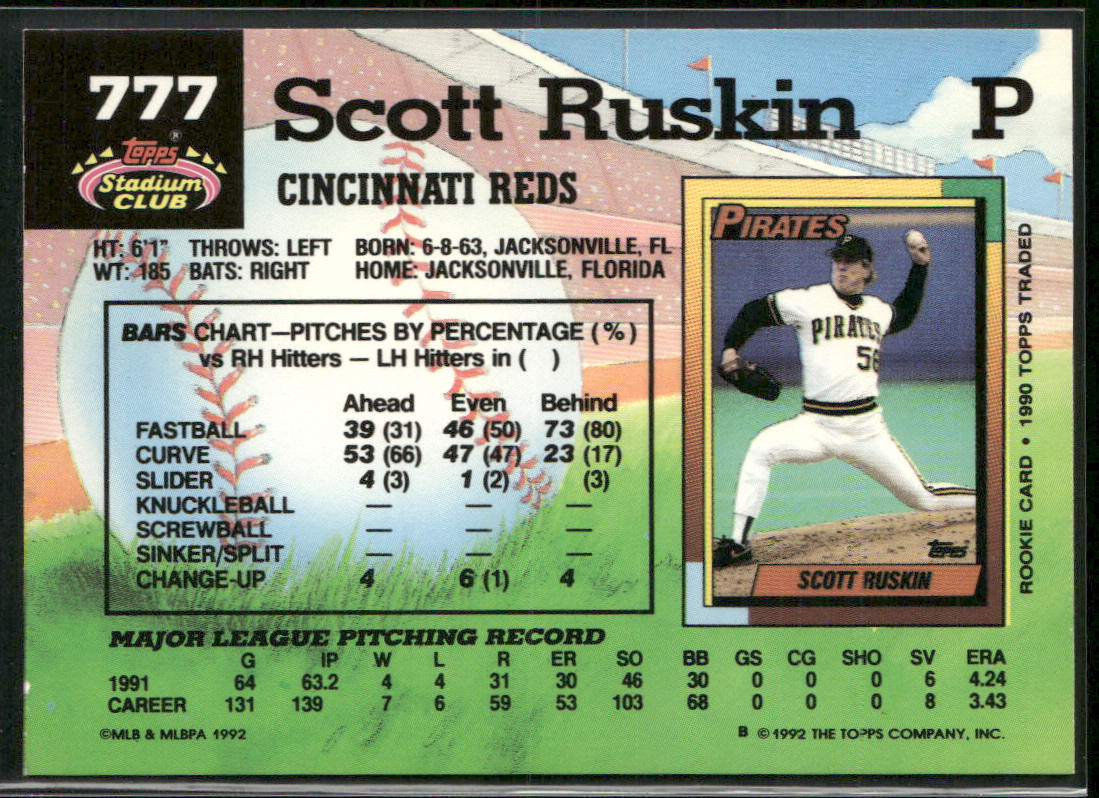 777
Scott Ruskin P
Topps®
Stadium
CLUB
CINCINNATI REDS
HT: 6'1" THROWS: LEFT BORN: 6-8-63, JACKSONVILLE, FL
WT: 185 BATS: RIGHT HOME: JACKSONVILLE, FLORIDA
BARS CHART—PITCHES BY PERCENTAGE (%)
vs RH Hitters — LH Hitters in ( )
Ahead Even Behind
FASTBALL 39 (31) 46 (50) 73 (80)
CURVE 53 (66) 47 (47) 23 (17)
SLIDER 4 (3) 1 (2) (3)
KNUCKLEBALL — — —
SCREWBALL — — —
SINKER/SPLIT — — —
CHANGE-UP 4 6 (1) 4
PIRATES
P
PIRATES
56
Topps
SCOTT RUSKIN
ROOKIE CARD • 1990 TOPPS TRADED
MAJOR LEAGUE PITCHING RECORD
G IP W L R ER SO BB GS CG SHO SV ERA
1991 64 63.2 4 4 31 30 46 30 0 0 0 6 4.24
CAREER 131 139 7 6 59 53 103 68 0 0 0 8 3.43
©MLB & MLBPA 1992
B ©1992 THE TOPPS COMPANY, INC.